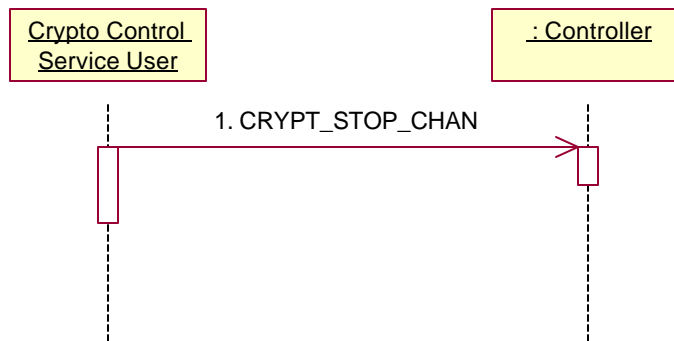 Crypto Control
Service User
: Controller
1. CRYPT_STOP_CHAN